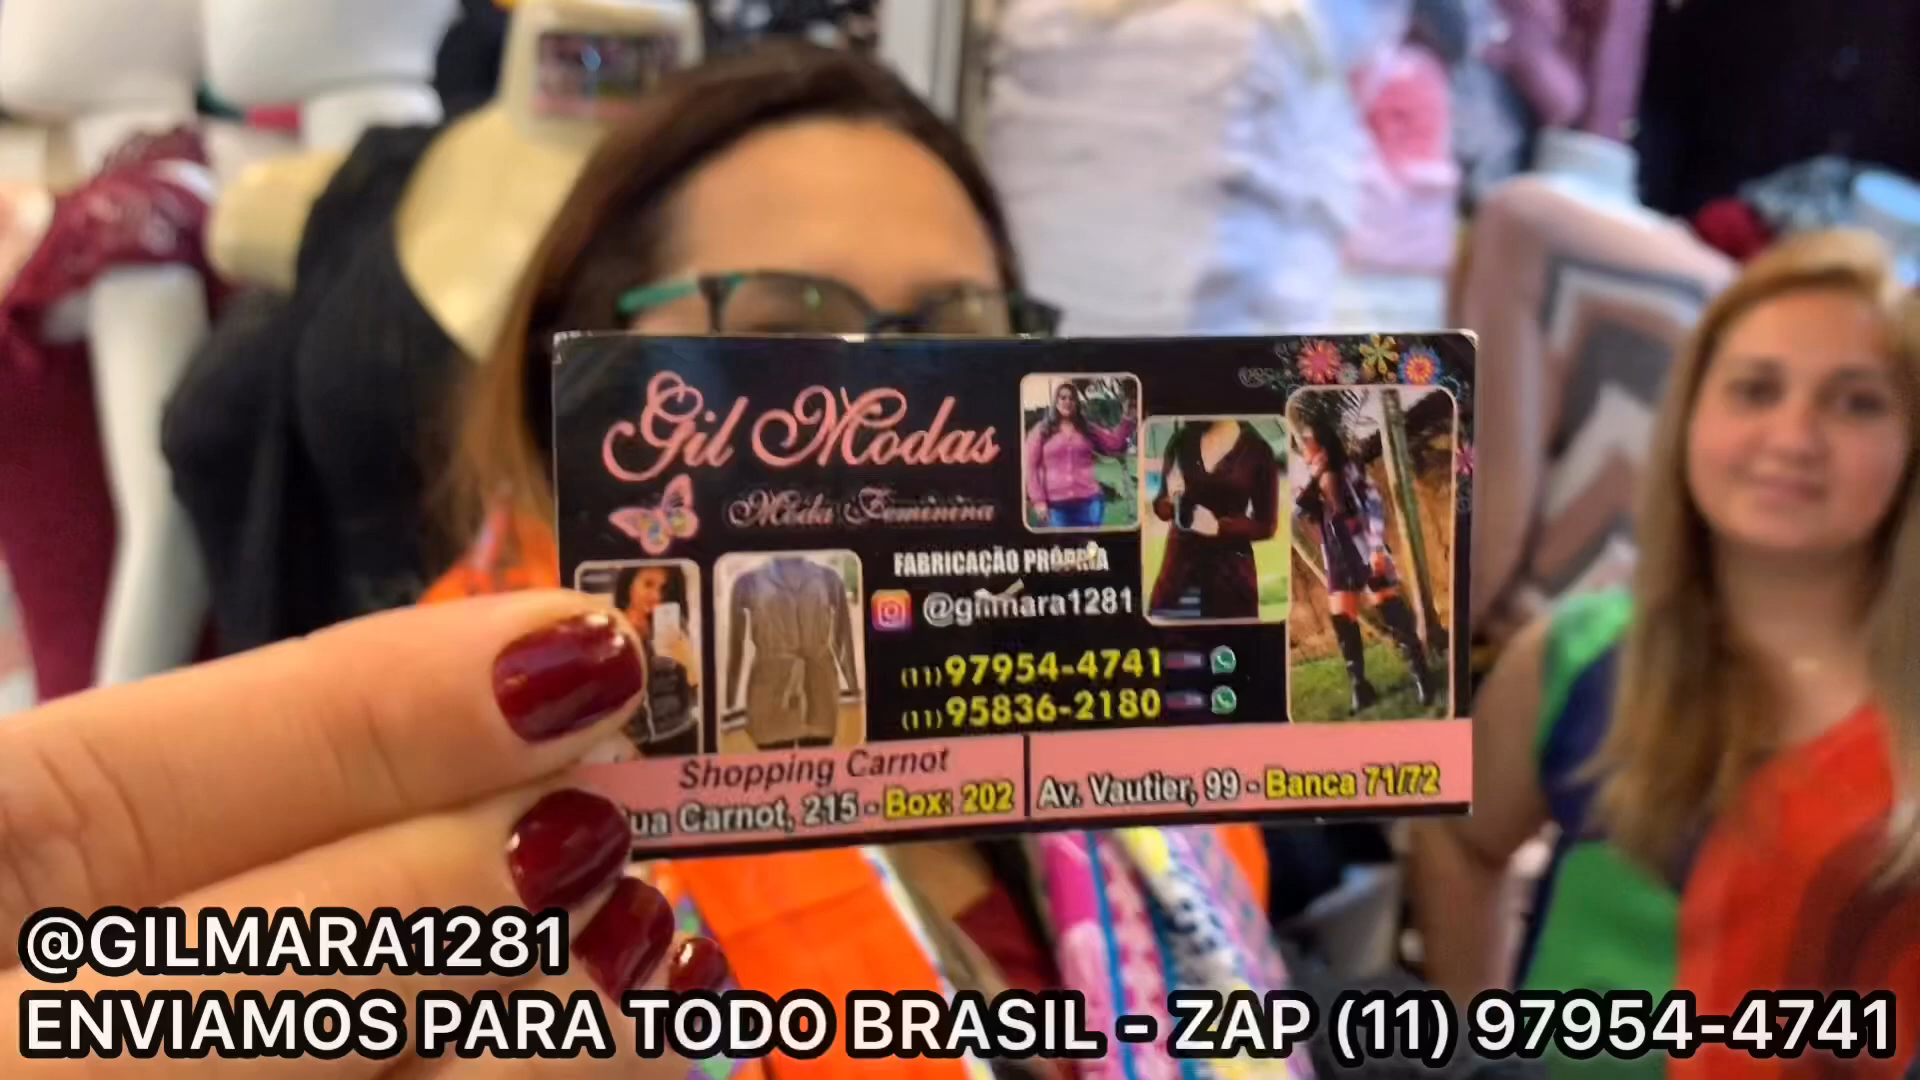 Gil Modas
Moda Feminina
FABRICAÇÃO PRÓPRIA
@gilmara1281
(11) 97954-4741
(11) 95836-2180
Shopping Carnot
ua Carnot, 215 - Box: 202
Av. Vautier, 99 - Banca 71/72
@GILMARA1281
ENVIAMOS PARA TODO BRASIL - ZAP (11) 97954-4741